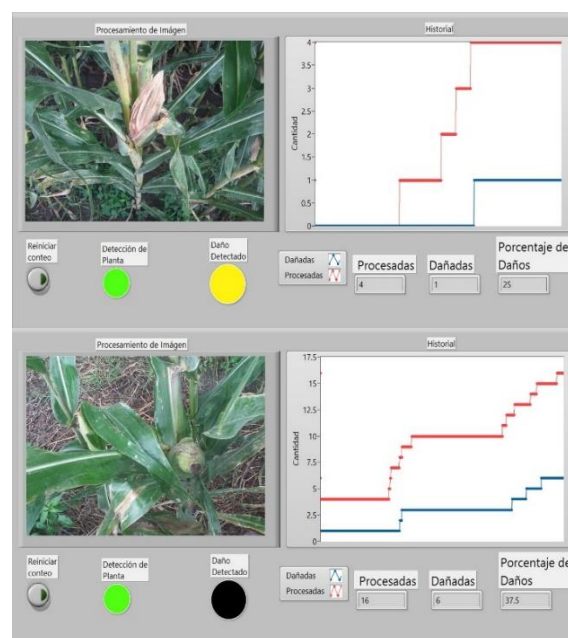 Procesamiento de Imágen
Historial
4
3.5
3
2.5
2
1.5
1
0.5
0
Cantidad
Reiniciar
conteo
Detección de
Planta
Daño
Detectado
Dañadas
Procesadas
Procesadas
4
Dañadas
1
Porcentaje de
Daños
25
Procesamiento de Imágen
Historial
17.5
15
12.5
10
7.5
5
2.5
0
Cantidad
Reiniciar
conteo
Detección de
Planta
Daño
Detectado
Dañadas
Procesadas
Procesadas
16
Dañadas
6
Porcentaje de
Daños
37.5